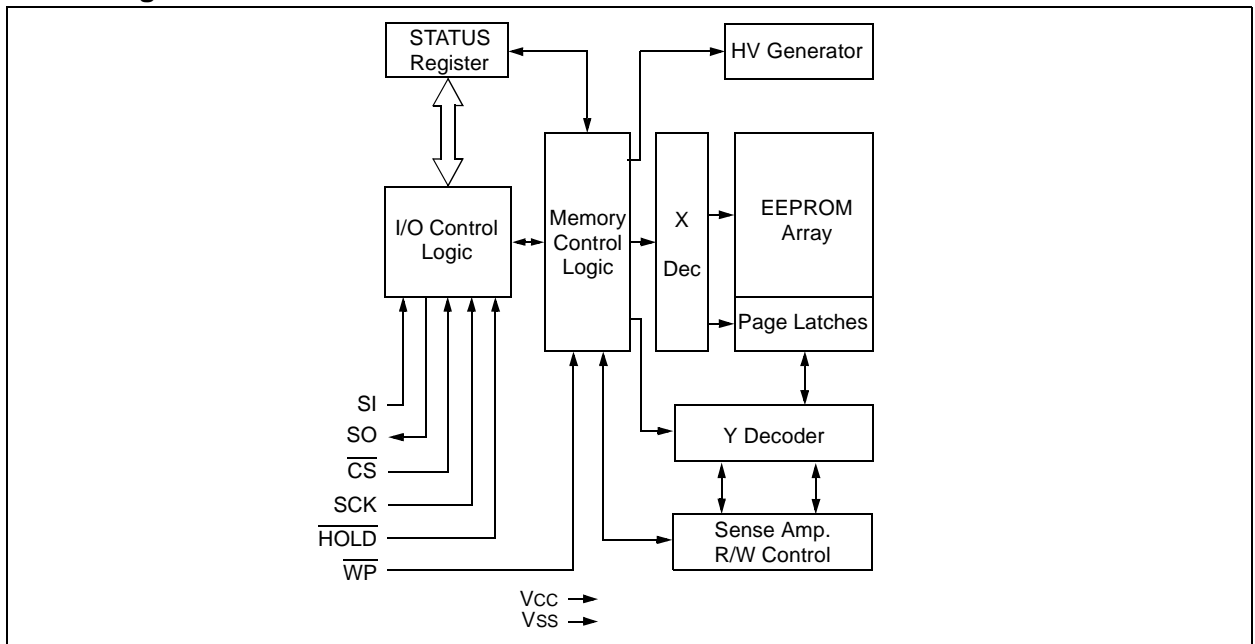 STATUS
Register
HV Generator
I/O Control
Logic
Memory
Control
Logic
X
Dec
EEPROM
Array
Page Latches
SI
SO
CS
SCK
HOLD
WP
Y Decoder
Sense Amp.
R/W Control
VCC
VSS